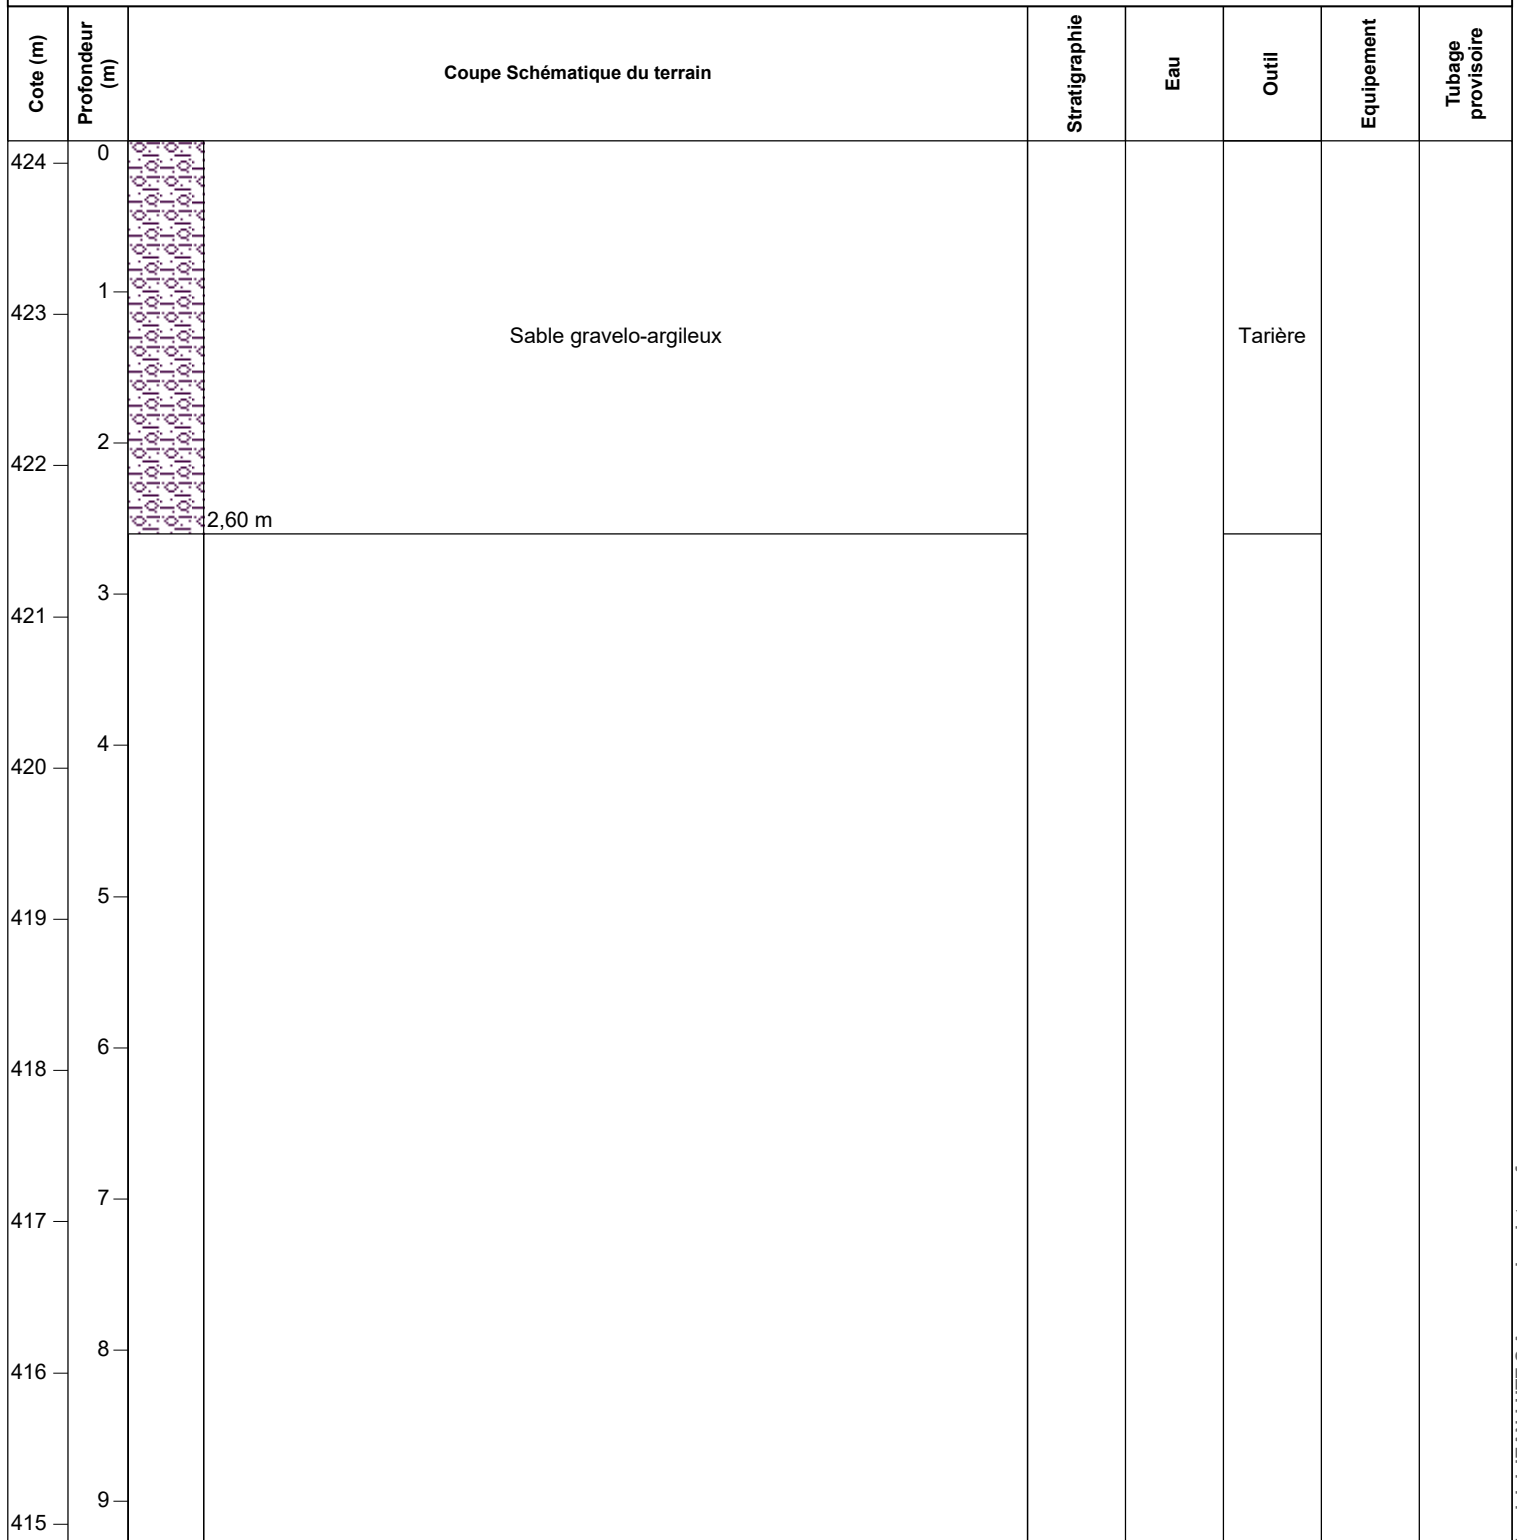 Cote (m)
Profondeur
(m)
Coupe Schématique du terrain
Stratigraphie
Eau
Outil
Equipement
Tubage
provisoire
0
424
1
423
Sable gravelo-argileux
Tarière
2
422
2,60 m
3
421
4
420
5
419
6
418
7
417
8
416
9
415